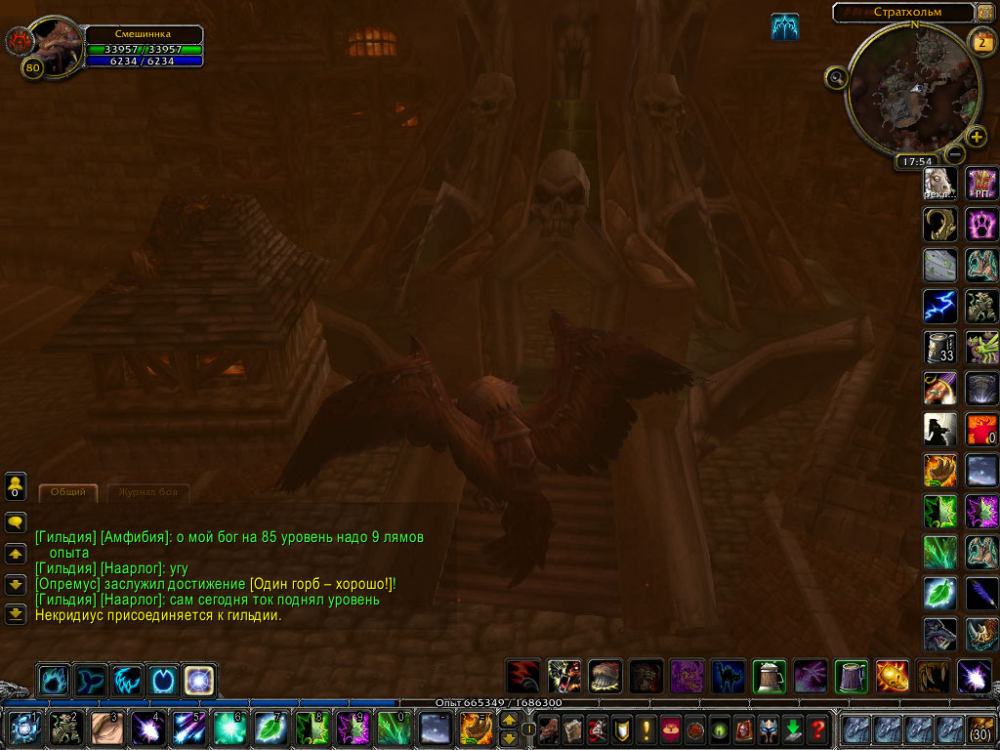 Смешиннка
33957 / 33957
6234 / 6234
80
Стратхольм
N
2
17:54
рекл...
РП-
33
0
0
Общий
Журнал боя
[Гильдия] [Амфибия]: о мой бог на 85 уровень надо 9 лямов
опыта
[Гильдия] [Наарлог]: угу
[Опремус] заслужил достижение [Один горб – хорошо!]!
[Гильдия] [Наарлог]: сам сегодня ток поднял уровень
Некридиус присоединяется к гильдии.
Опыт 665349 / 1686300
1 2 3 4 5 6 7 8 9 0 - =
1
(30)